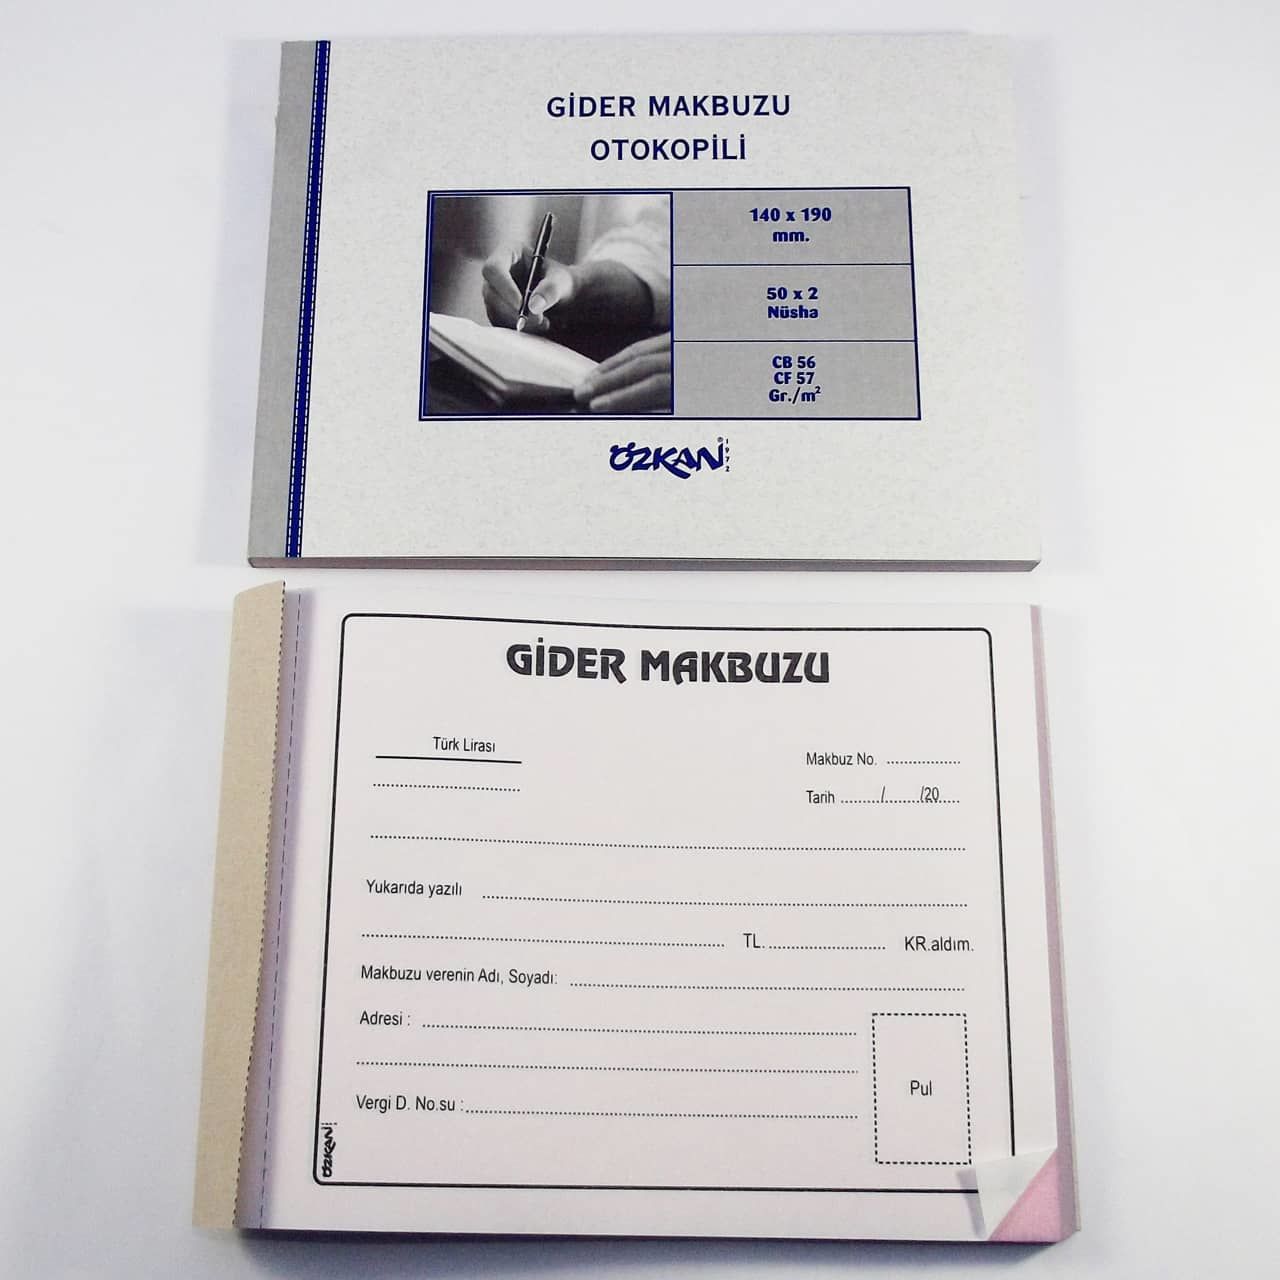 GİDER MAKBUZU
OTOKOPİLİ
140 x 190
mm.
50 x 2
Nüsha
CB 56
CF 57
Gr./m²
ÖZKAN® 1972
GİDER MAKBUZU
Türk Lirası
Makbuz No. ....................
Tarih ........../........./20......
Yukarıda yazılı
TL. .............................. KR.aldım.
Makbuzu verenin Adı, Soyadı:
Adresi :
Vergi D. No.su :
Pul
ÖZKAN